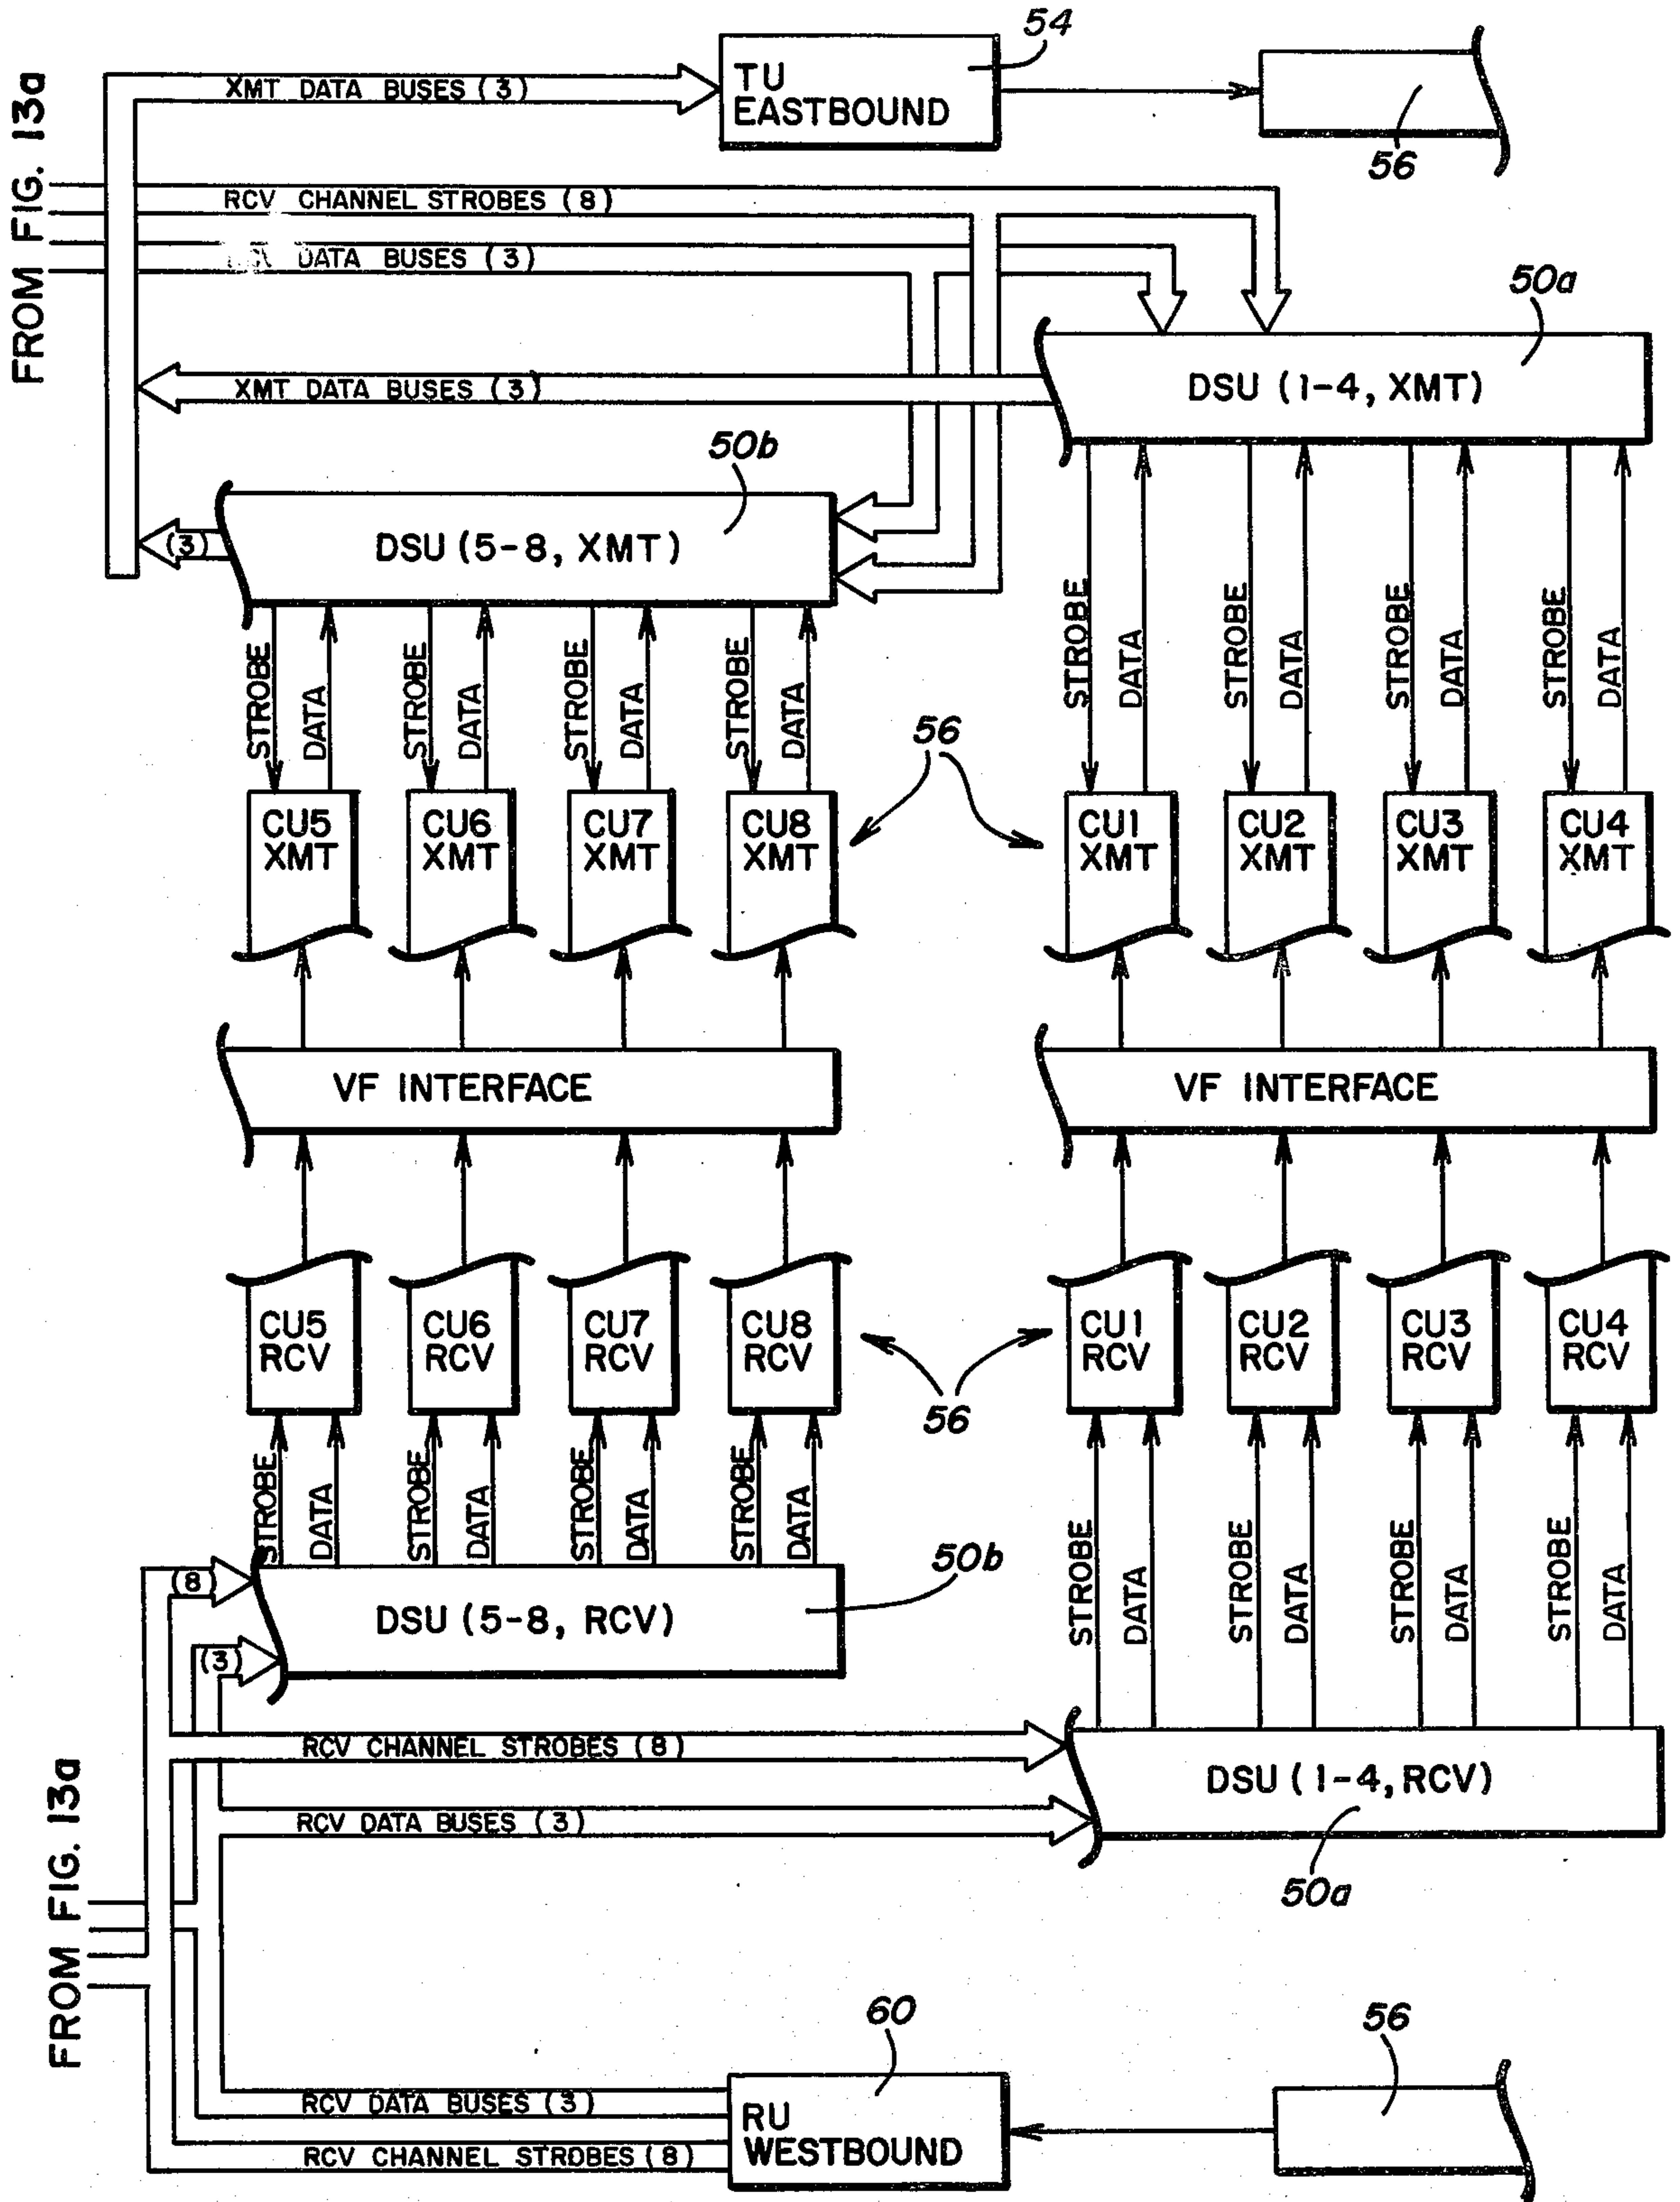 54
TU
EASTBOUND
XMT DATA BUSES (3)
56
FROM FIG. 13a
RCV CHANNEL STROBES (8)
DATA BUSES (3)
50a
DSU (1-4, XMT)
XMT DATA BUSES (3)
50b
DSU (5-8, XMT)
(3)
STROBE
DATA
STROBE
DATA
STROBE
DATA
STROBE
DATA
STROBE
DATA
STROBE
DATA
STROBE
DATA
STROBE
DATA
56
CU5
XMT
CU6
XMT
CU7
XMT
CU8
XMT
CU1
XMT
CU2
XMT
CU3
XMT
CU4
XMT
VF INTERFACE
VF INTERFACE
CU5
RCV
CU6
RCV
CU7
RCV
CU8
RCV
CU1
RCV
CU2
RCV
CU3
RCV
CU4
RCV
56
STROBE
DATA
STROBE
DATA
STROBE
DATA
STROBE
DATA
STROBE
DATA
STROBE
DATA
STROBE
DATA
STROBE
DATA
50b
(8)
DSU (5-8, RCV)
(3)
RCV CHANNEL STROBES (8)
DSU (1-4, RCV)
RCV DATA BUSES (3)
50a
FROM FIG. 13a
60
56
RCV DATA BUSES (3)
RU
WESTBOUND
RCV CHANNEL STROBES (8)